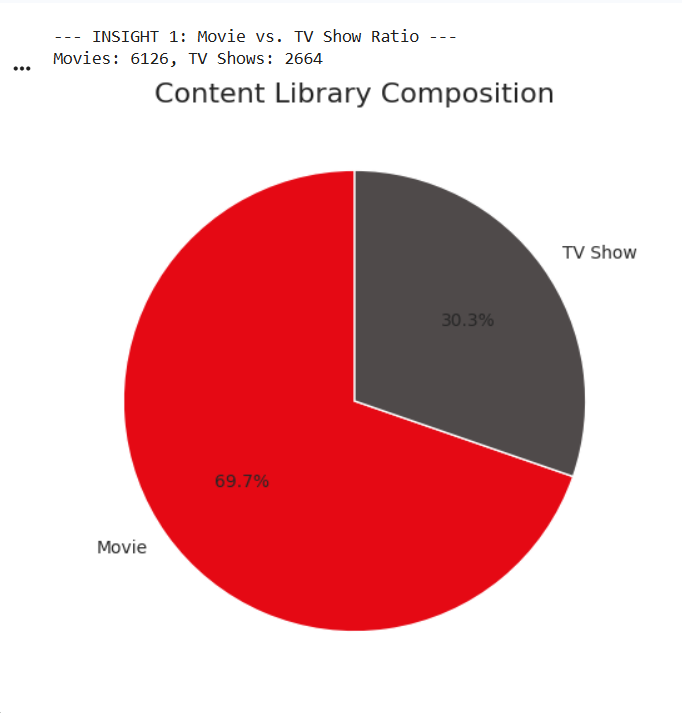 --- INSIGHT 1: Movie vs. TV Show Ratio ---
Movies: 6126, TV Shows: 2664
Content Library Composition
TV Show
30.3%
69.7%
Movie